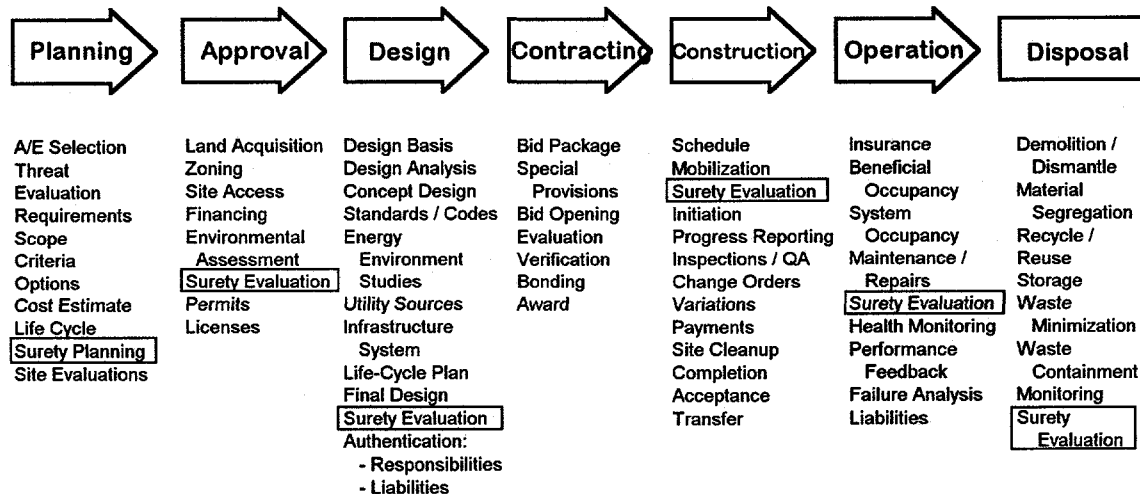 Planning
Approval
Design
Contracting
Construction
Operation
Disposal
A/E Selection
Threat
Evaluation
Requirements
Scope
Criteria
Options
Cost Estimate
Life Cycle
Surety Planning
Site Evaluations
Land Acquisition
Zoning
Site Access
Financing
Environmental
Assessment
Surety Evaluation
Permits
Licenses
Design Basis
Design Analysis
Concept Design
Standards / Codes
Energy
Environment
Studies
Utility Sources
Infrastructure
System
Life-Cycle Plan
Final Design
Surety Evaluation
Authentication:
- Responsibilities
- Liabilities
Bid Package
Special
Provisions
Bid Opening
Evaluation
Verification
Bonding
Award
Schedule
Mobilization
Surety Evaluation
Initiation
Progress Reporting
Inspections / QA
Change Orders
Variations
Payments
Site Cleanup
Completion
Acceptance
Transfer
Insurance
Beneficial
Occupancy
System
Occupancy
Maintenance /
Repairs
Surety Evaluation
Health Monitoring
Performance
Feedback
Failure Analysis
Liabilities
Demolition /
Dismantle
Material
Segregation
Recycle /
Reuse
Storage
Waste
Minimization
Waste
Containment
Monitoring
Surety
Evaluation